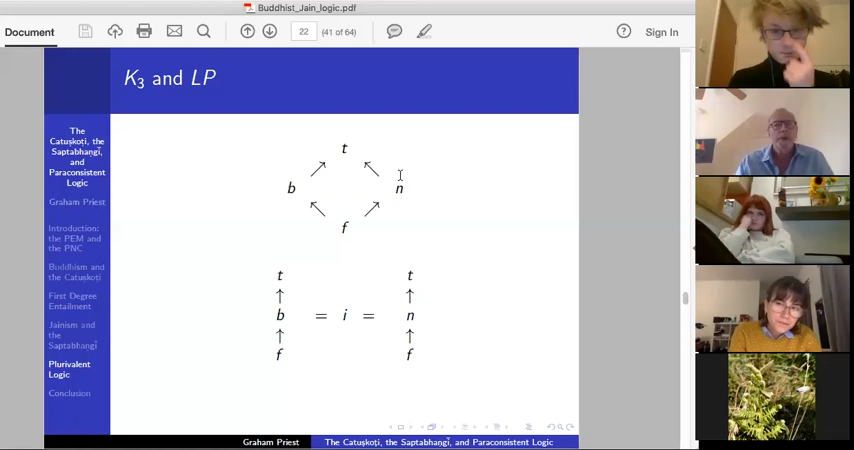 Buddhist_Jain_logic.pdf
Document
22
(41 of 64)
Sign In
K3 and LP
The
Catuṣkoṭi, the
Saptabhaṅgī,
and
Paraconsistent
Logic
Graham Priest
Introduction:
the PEM and
the PNC
Buddhism and
the Catuṣkoṭi
First Degree
Entailment
Jainism and
the
Saptabhaṅgī
Plurivalent
Logic
Conclusion
t
↗ ↖
b n
↖ ↗
f
t t
↑ ↑
b = i = n
↑ ↑
f f
Graham Priest
The Catuṣkoṭi, the Saptabhaṅgī, and Paraconsistent Logic